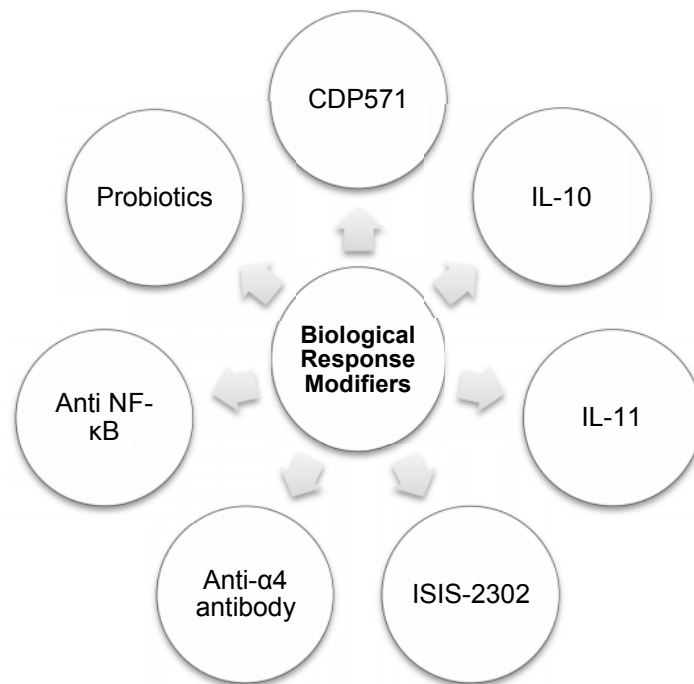 CDP571
Probiotics
IL-10
Biological
Response
Modifiers
Anti NF-
κB
IL-11
Anti-α4
antibody
ISIS-2302